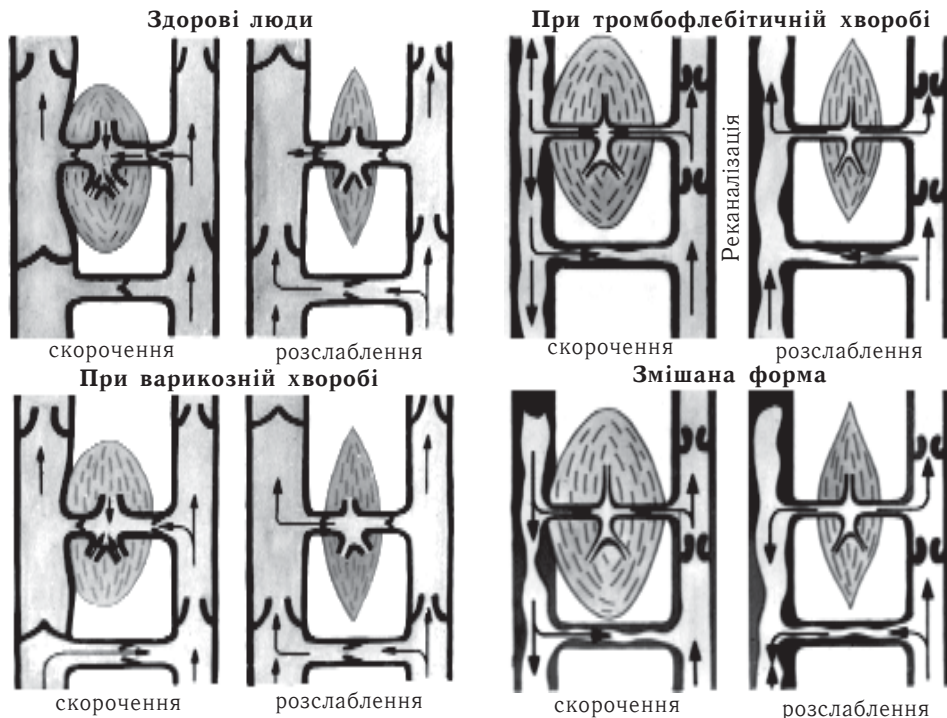 Здорові люди
При тромбофлебітичній хворобі
Реканалізація
скорочення
розслаблення
скорочення
розслаблення
При варикозній хворобі
Змішана форма
скорочення
розслаблення
скорочення
розслаблення